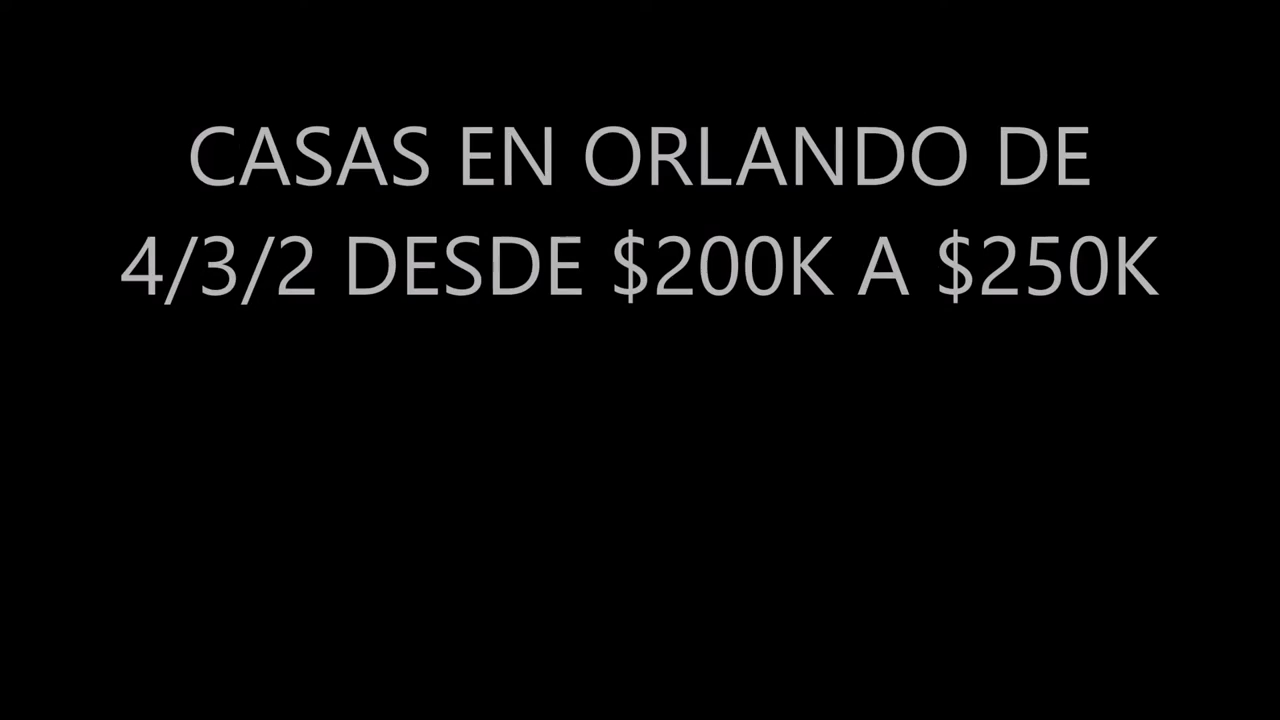 CASAS EN ORLANDO DE
4/3/2 DESDE $200K A $250K